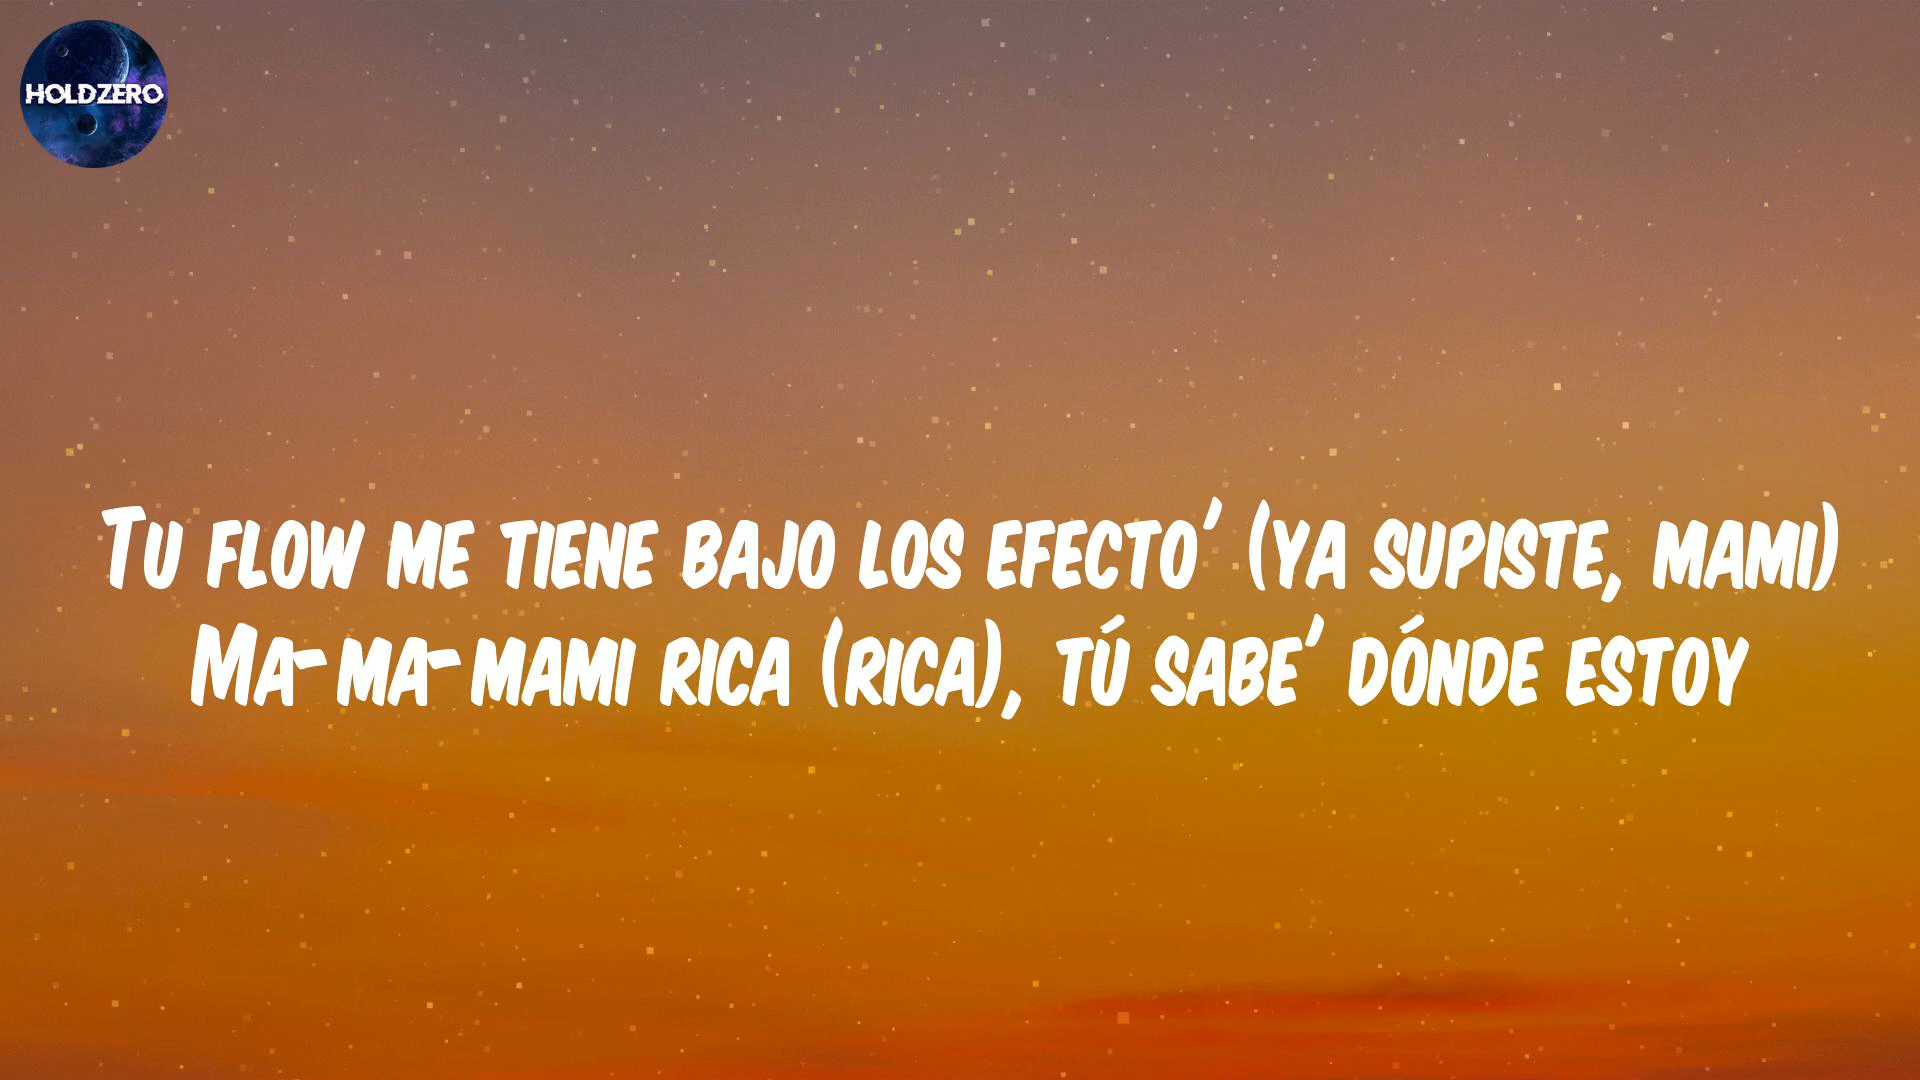 HOLDZERO
Tu flow me tiene bajo los efecto' (ya supiste, mami)
Ma-ma-mami rica (rica), tú sabe' dónde estoy